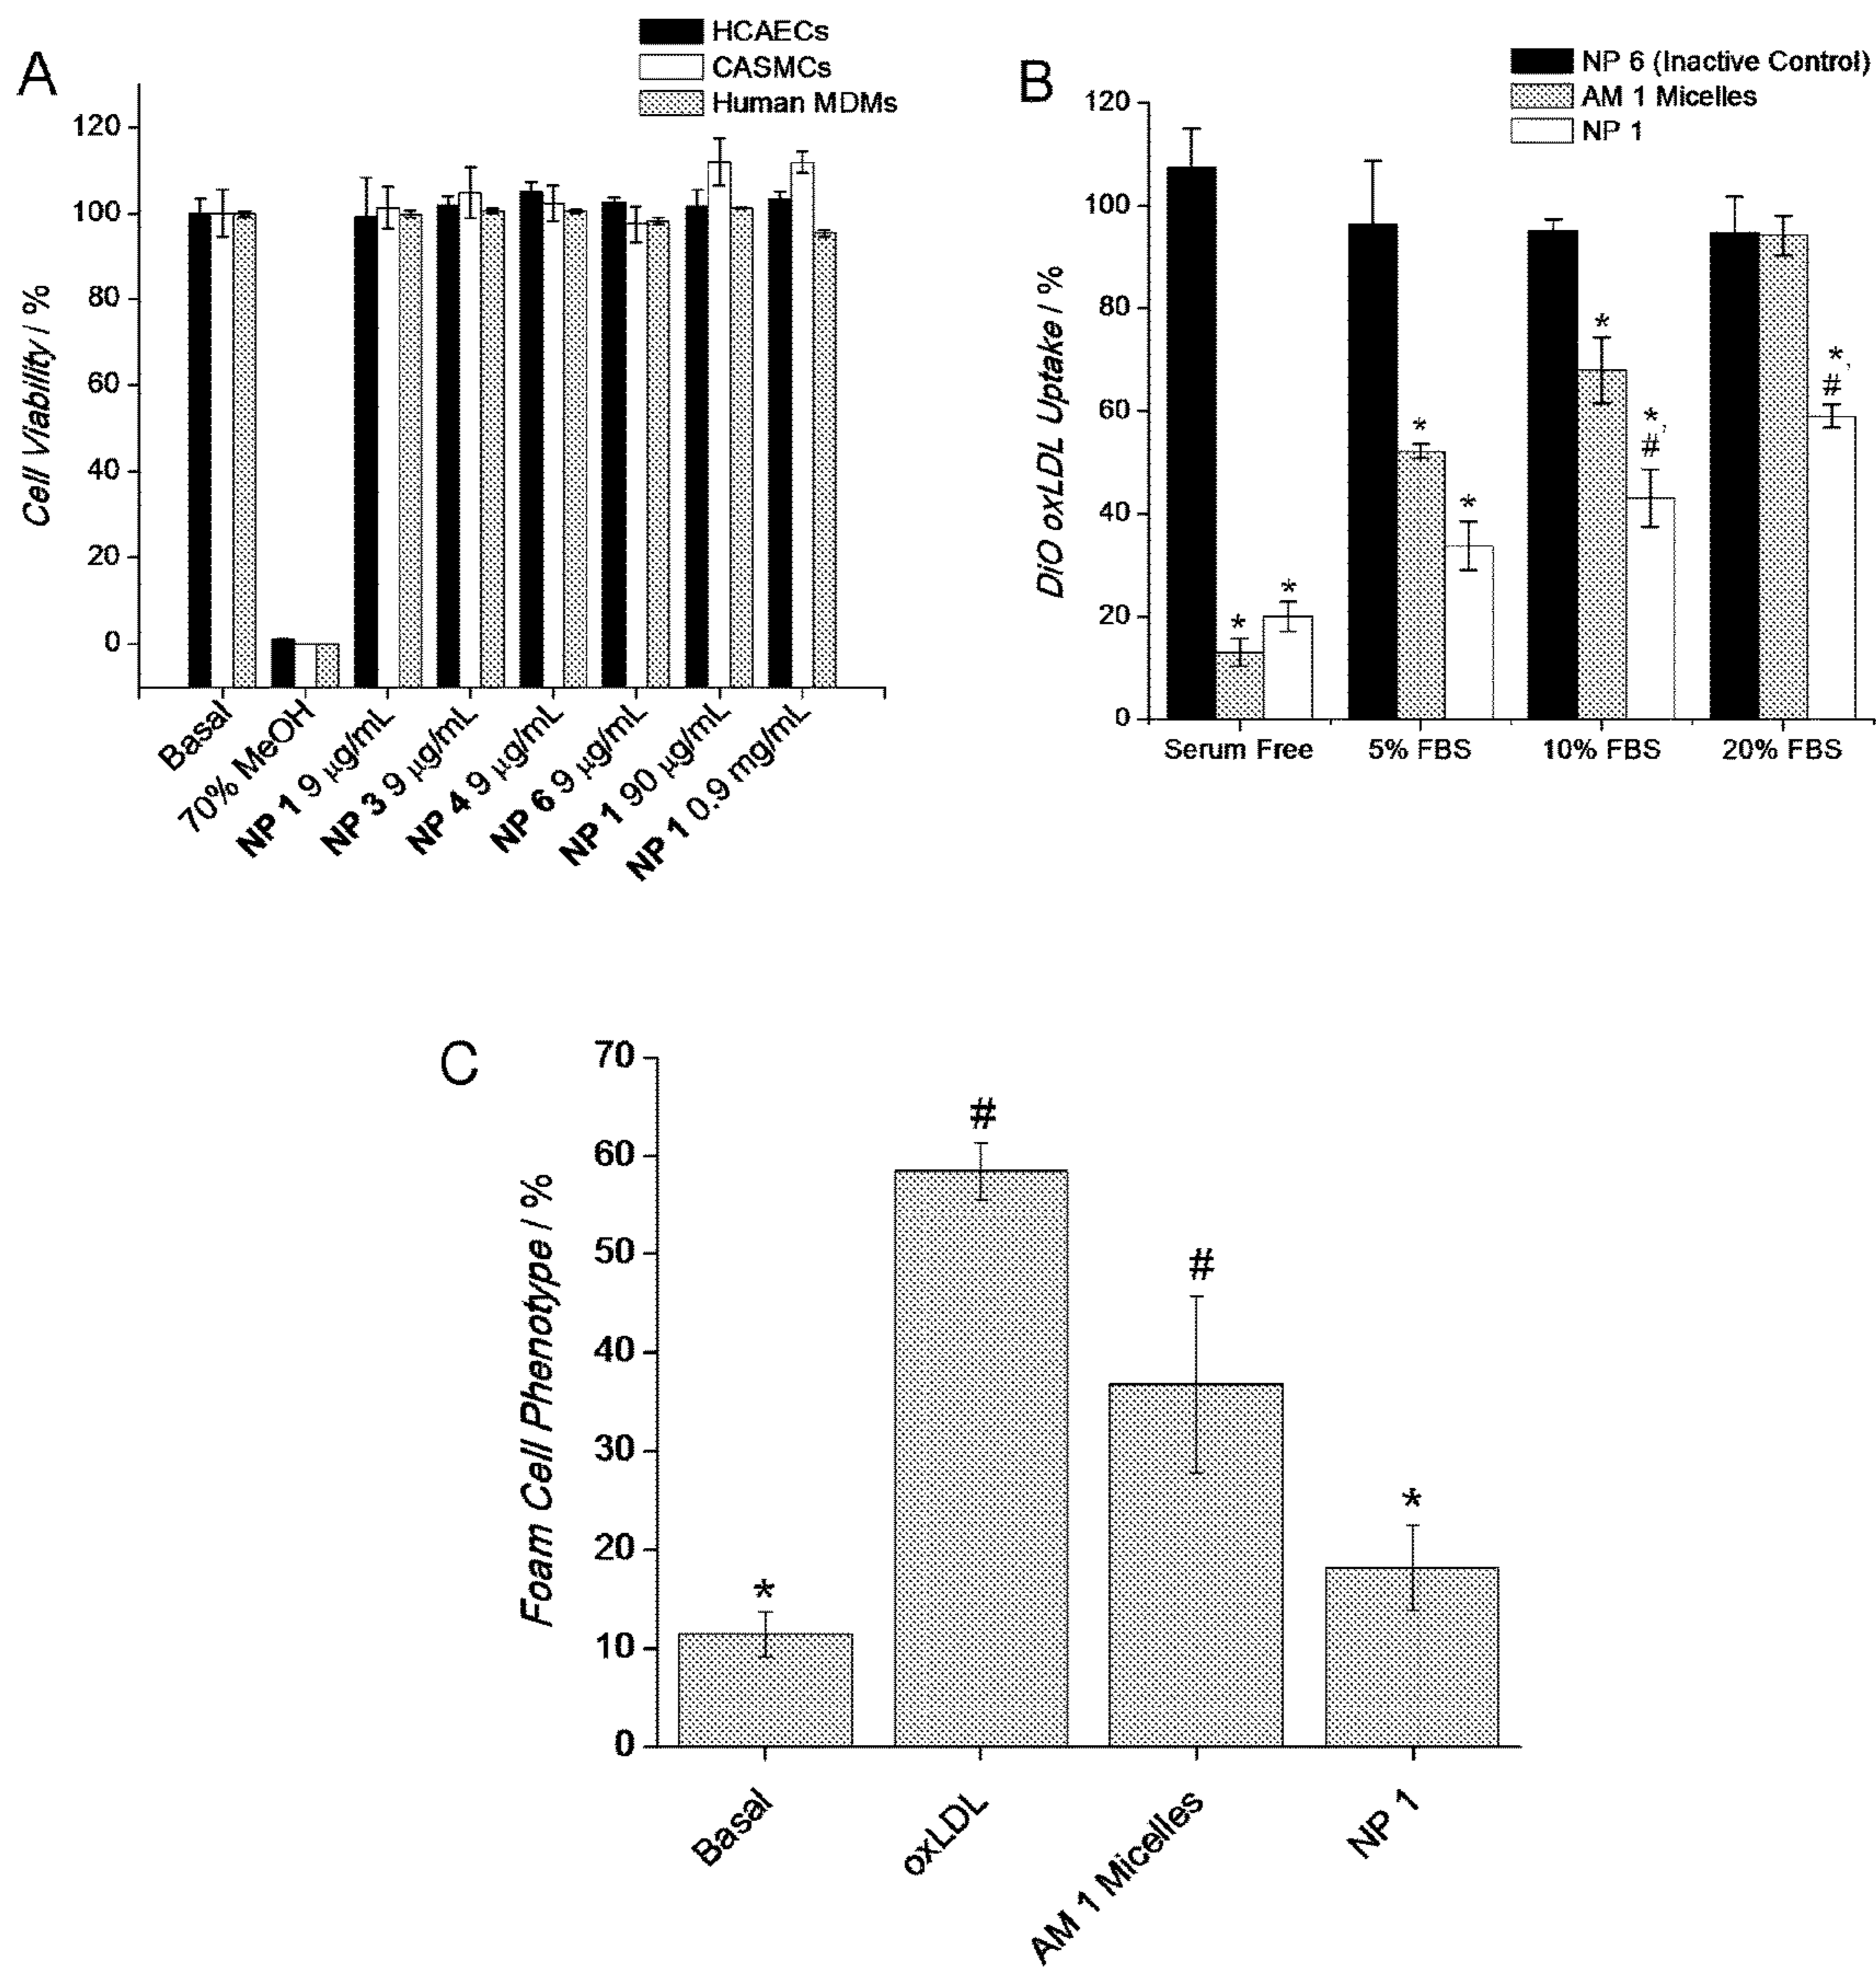 A
HCAECs
CASMCs
Human MDMs
Cell Viability / %
120
100
80
60
40
20
0
Basal
70% MeOH
NP 1 9 µg/mL
NP 3 9 µg/mL
NP 4 9 µg/mL
NP 6 9 µg/mL
NP 1 90 µg/mL
NP 1 0.9 mg/mL
B
NP 6 (Inactive Control)
AM 1 Micelles
NP 1
DiO oxLDL Uptake / %
120
100
80
60
40
20
0
*
*
*
*
*
*,
#
*,
#
Serum Free
5% FBS
10% FBS
20% FBS
C
Foam Cell Phenotype / %
70
60
50
40
30
20
10
0
*
#
#
*
Basal
oxLDL
AM 1 Micelles
NP 1